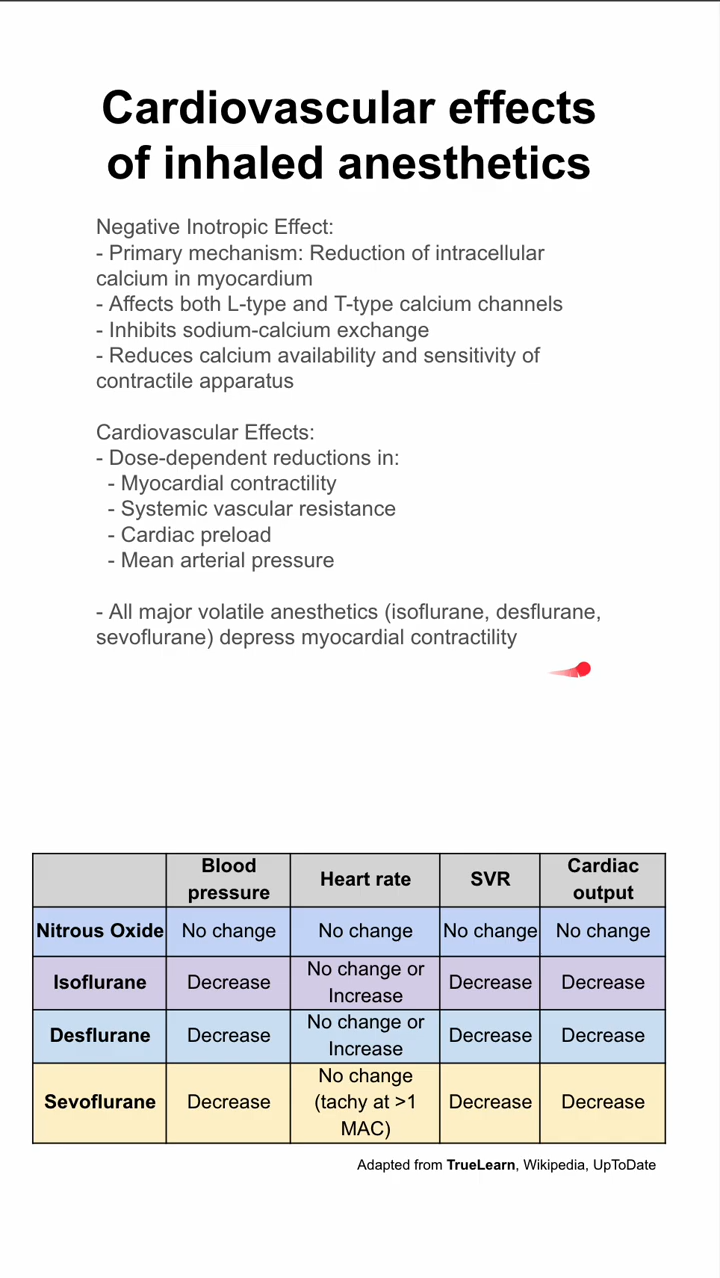 Cardiovascular effects
of inhaled anesthetics
Negative Inotropic Effect:
- Primary mechanism: Reduction of intracellular
calcium in myocardium
- Affects both L-type and T-type calcium channels
- Inhibits sodium-calcium exchange
- Reduces calcium availability and sensitivity of
contractile apparatus
Cardiovascular Effects:
- Dose-dependent reductions in:
- Myocardial contractility
- Systemic vascular resistance
- Cardiac preload
- Mean arterial pressure
- All major volatile anesthetics (isoflurane, desflurane,
sevoflurane) depress myocardial contractility
Blood
pressure
Heart rate
SVR
Cardiac
output
Nitrous Oxide
No change
No change
No change
No change
Isoflurane
Decrease
No change or
Increase
Decrease
Decrease
Desflurane
Decrease
No change or
Increase
Decrease
Decrease
Sevoflurane
Decrease
No change
(tachy at >1
MAC)
Decrease
Decrease
Adapted from TrueLearn, Wikipedia, UpToDate